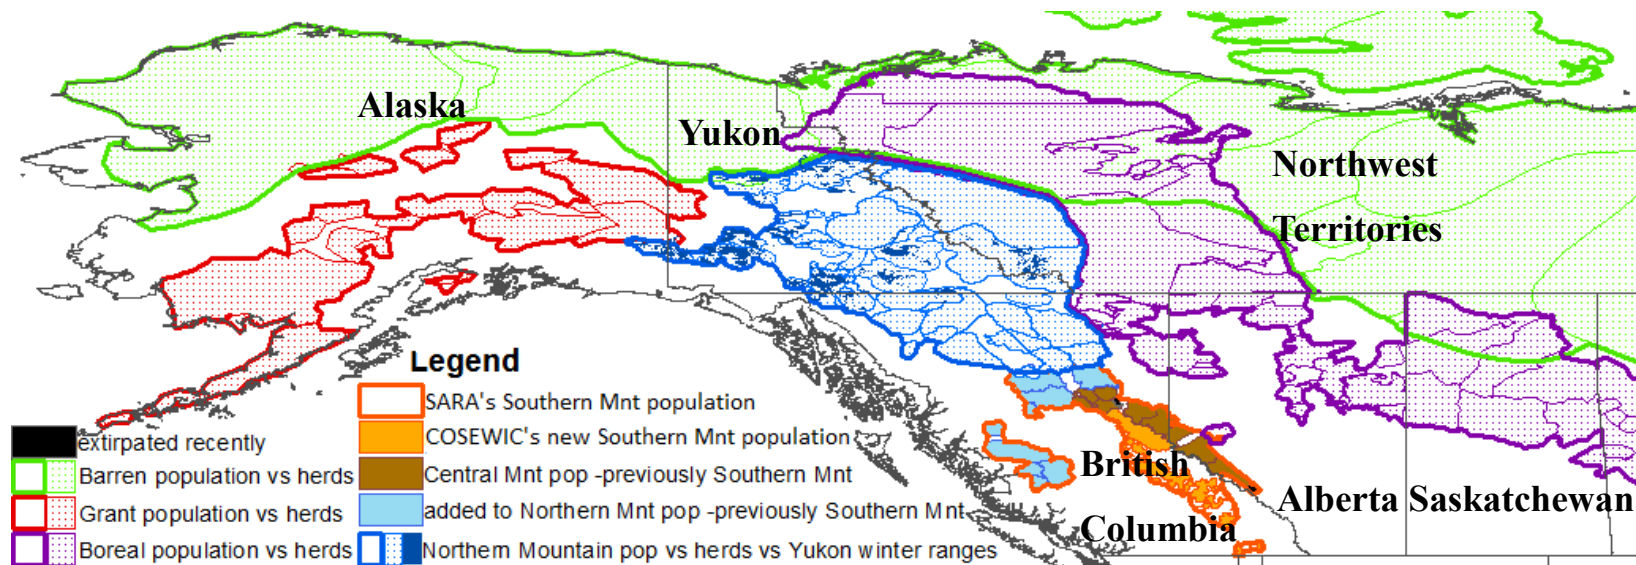 Alaska
Yukon
Northwest
Territories
British
Columbia
Alberta Saskatchewan
Legend
extirpated recently
Barren population vs herds
Grant population vs herds
Boreal population vs herds
SARA's Southern Mnt population
COSEWIC's new Southern Mnt population
Central Mnt pop -previously Southern Mnt
added to Northern Mnt pop -previously Southern Mnt
Northern Mountain pop vs herds vs Yukon winter ranges